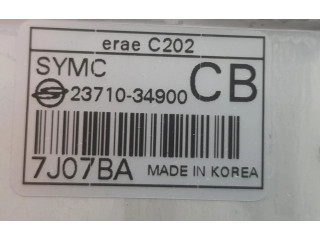 erae C202
SYMC
23710-34900 CB
7J07BA MADE IN KOREA